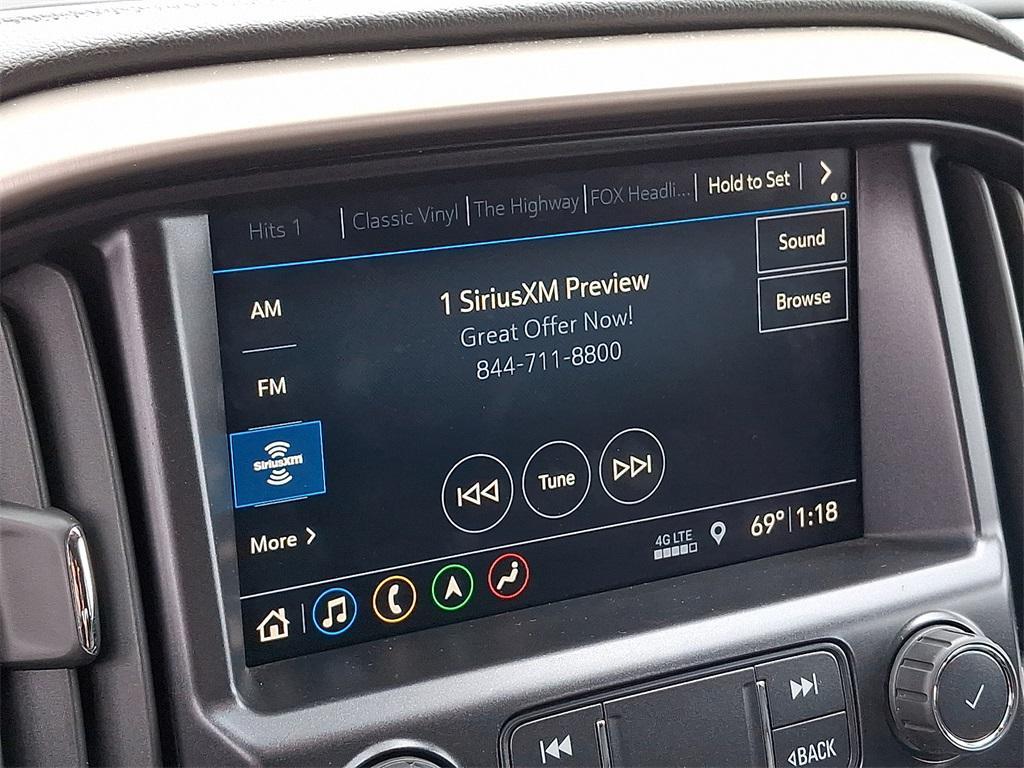 Hits 1
Classic Vinyl
The Highway
FOX Headli...
Hold to Set
Sound
Browse
AM
FM
SiriusXM
More
1 SiriusXM Preview
Great Offer Now!
844-711-8800
Tune
4G LTE
69° 1:18
BACK